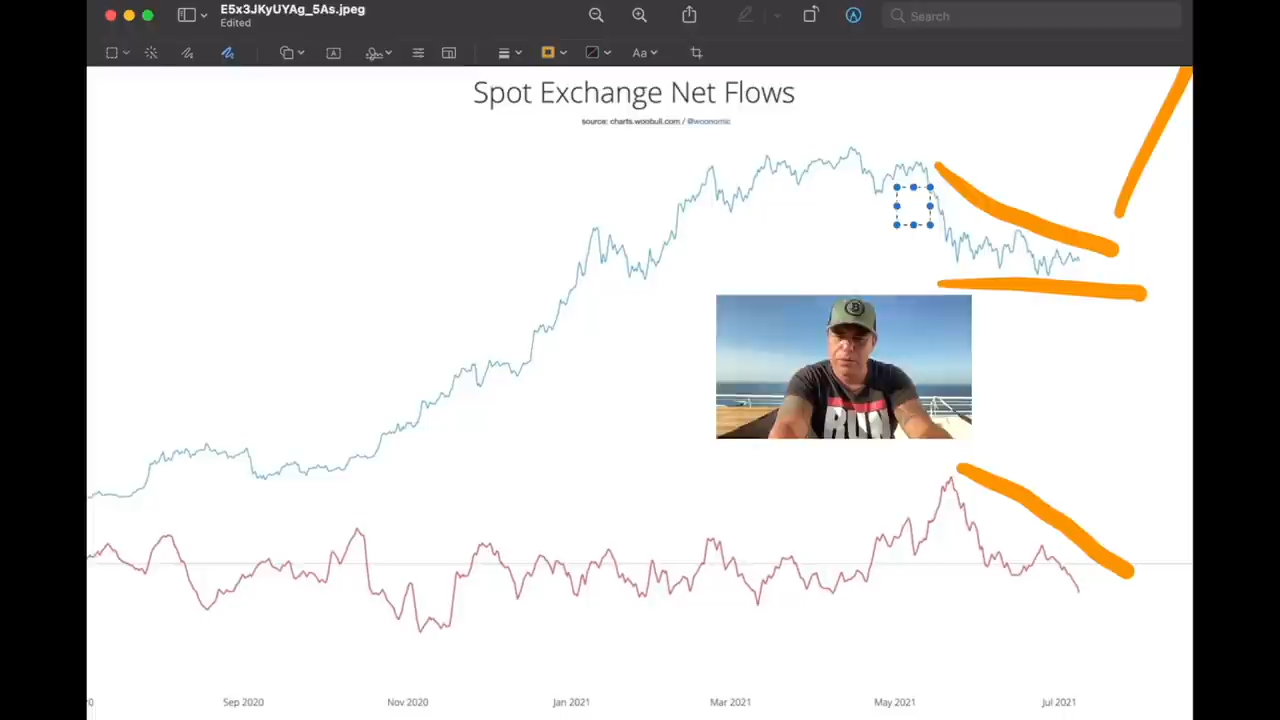 E5x3JKyUYAg_5As.jpeg
Edited
Search
A
Aa
Spot Exchange Net Flows
source: charts.woobull.com / @woonomic
B
RUN
Sep 2020
Nov 2020
Jan 2021
Mar 2021
May 2021
Jul 2021